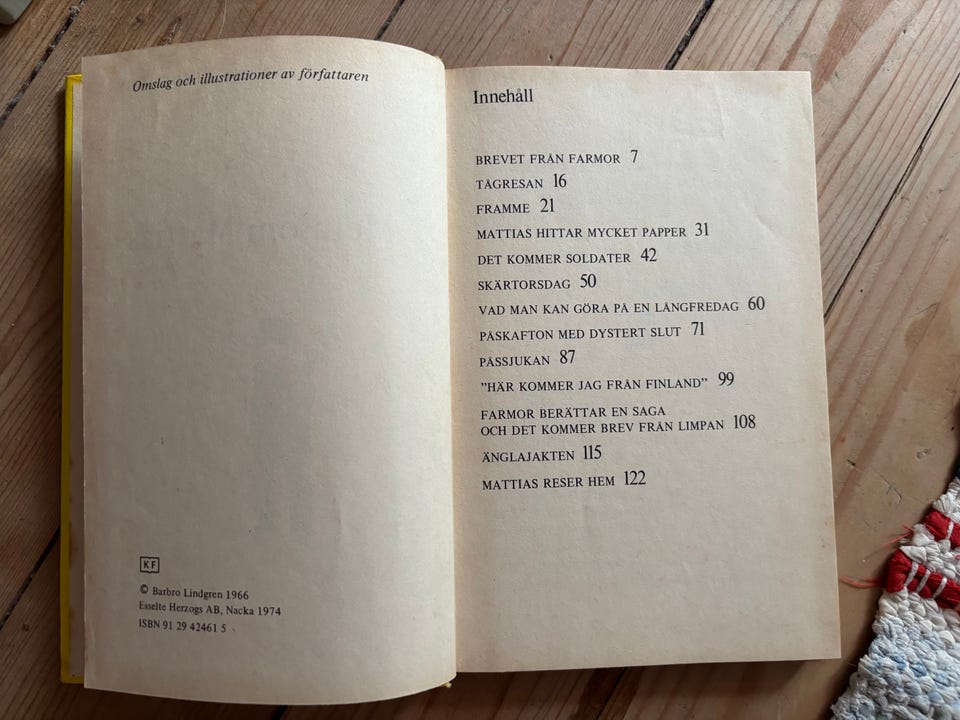 Omslag och illustrationer av författaren
KF
© Barbro Lindgren 1966
Esselte Herzogs AB, Nacka 1974
ISBN 91 29 42461 5
Innehåll
BREVET FRÅN FARMOR 7
TÅGRESAN 16
FRAMME 21
MATTIAS HITTAR MYCKET PAPPER 31
DET KOMMER SOLDATER 42
SKÄRTORSDAG 50
VAD MAN KAN GÖRA PÅ EN LÅNGFREDAG 60
PÅSKAFTON MED DYSTERT SLUT 71
PÅSSJUKAN 87
”HÄR KOMMER JAG FRÅN FINLAND” 99
FARMOR BERÄTTAR EN SAGA
OCH DET KOMMER BREV FRÅN LIMPAN 108
ÄNGLAJAKTEN 115
MATTIAS RESER HEM 122